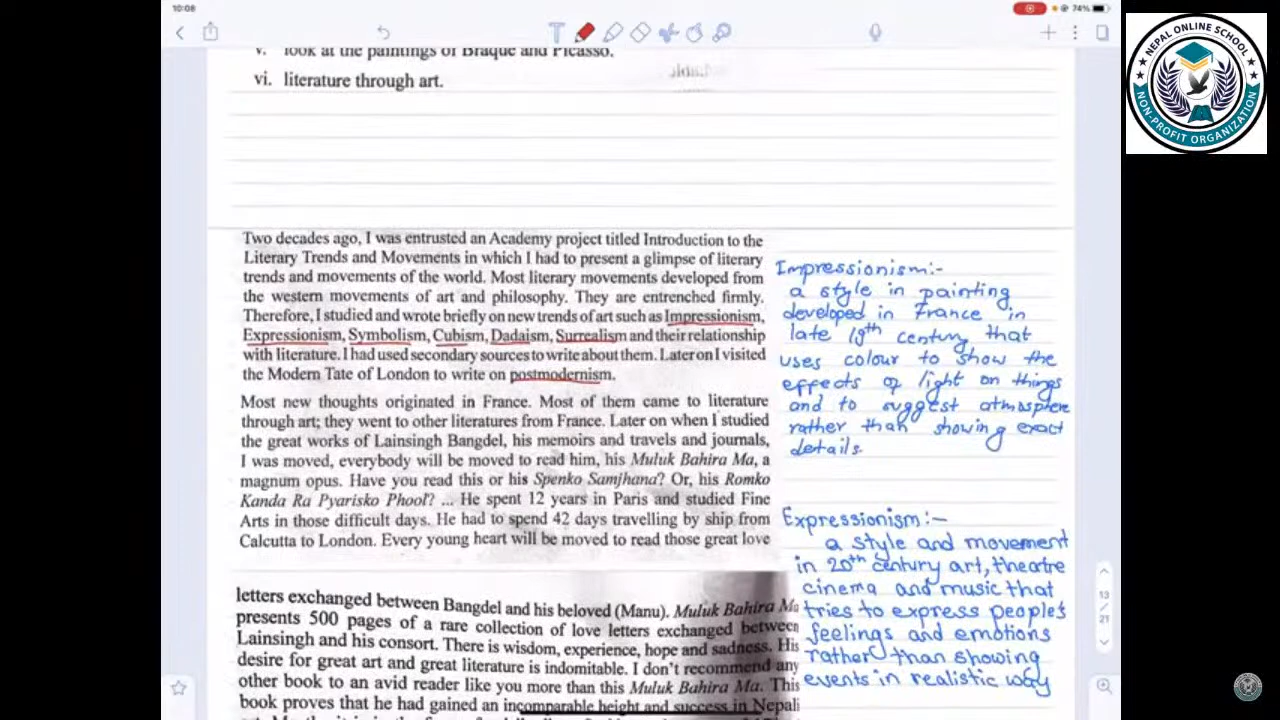 10:08
74%
v. look at the paintings of Braque and Picasso.
vi. literature through art.
NEPAL ONLINE SCHOOL
NON-PROFIT ORGANIZATION
Two decades ago, I was entrusted an Academy project titled Introduction to the
Literary Trends and Movements in which I had to present a glimpse of literary
trends and movements of the world. Most literary movements developed from
the western movements of art and philosophy. They are entrenched firmly.
Therefore, I studied and wrote briefly on new trends of art such as Impressionism,
Expressionism, Symbolism, Cubism, Dadaism, Surrealism and their relationship
with literature. I had used secondary sources to write about them. Later on I visited
the Modern Tate of London to write on postmodernism.
Most new thoughts originated in France. Most of them came to literature
through art; they went to other literatures from France. Later on when I studied
the great works of Lainsingh Bangdel, his memoirs and travels and journals,
I was moved, everybody will be moved to read him, his Muluk Bahira Ma, a
magnum opus. Have you read this or his Spenko Samjhana? Or, his Romko
Kanda Ra Pyarisko Phool? ... He spent 12 years in Paris and studied Fine
Arts in those difficult days. He had to spend 42 days travelling by ship from
Calcutta to London. Every young heart will be moved to read those great love
letters exchanged between Bangdel and his beloved (Manu). Muluk Bahira Ma
presents 500 pages of a rare collection of love letters exchanged between
Lainsingh and his consort. There is wisdom, experience, hope and sadness. His
desire for great art and great literature is indomitable. I don't recommend any
other book to an avid reader like you more than this Muluk Bahira Ma. This
book proves that he had gained an incomparable height and success in Nepali
Impressionism:-
a style in painting
developed in France in
late 19th century that
uses colour to show the
effects of light on things
and to suggest atmosphere
rather than showing exact
details.
Expressionism:-
a style and movement
in 20th century art, theatre
cinema and music that
tries to express people's
feelings and emotions
rather than showing
events in realistic way
13
/
21